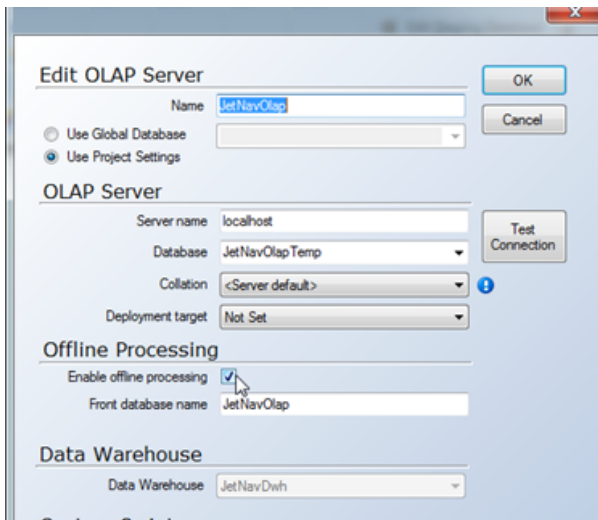 Edit OLAP Server
OK
Name JetNavOlap
Cancel
Use Global Database
Use Project Settings
OLAP Server
Server name localhost
Test
Connection
Database JetNavOlapTemp
Collation <Server default>
Deployment target Not Set
Offline Processing
Enable offline processing
Front database name JetNavOlap
Data Warehouse
Data Warehouse JetNavDwh